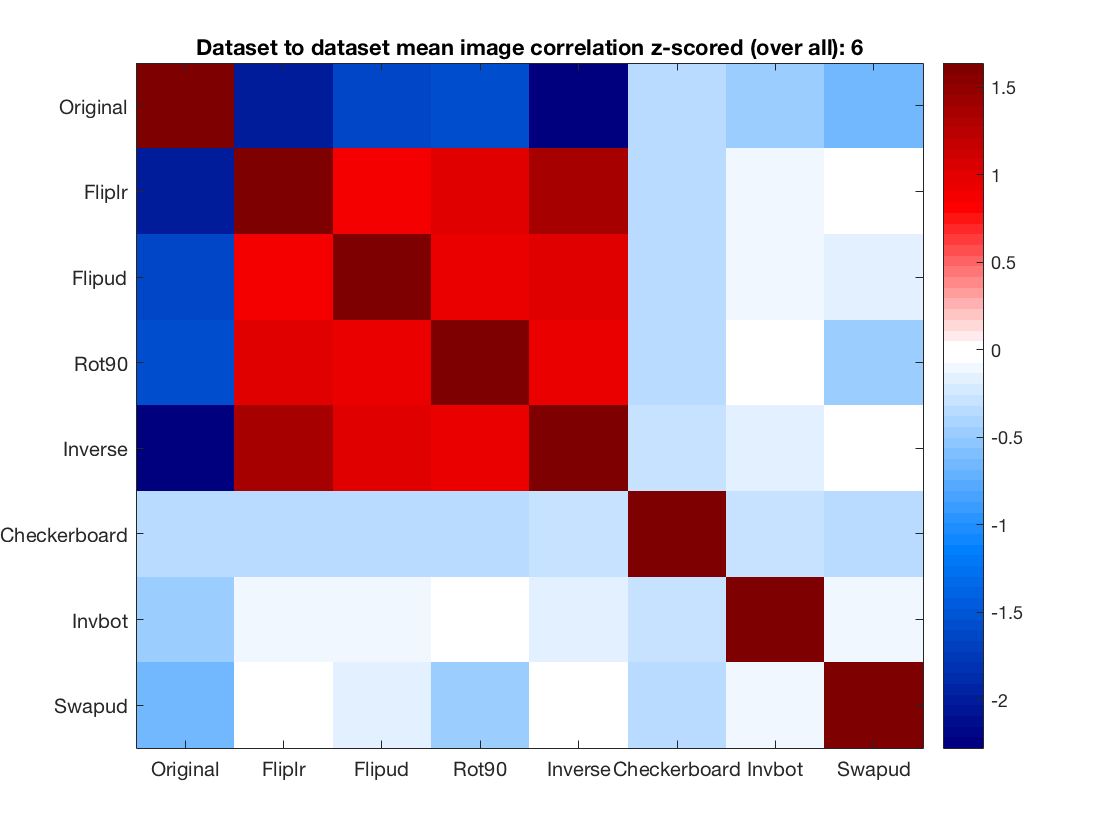 Dataset to dataset mean image correlation z-scored (over all): 6
Original
Fliplr
Flipud
Rot90
Inverse
Checkerboard
Invbot
Swapud
Original Fliplr Flipud Rot90 Inverse Checkerboard Invbot Swapud
1.5
1
0.5
0
-0.5
-1
-1.5
-2